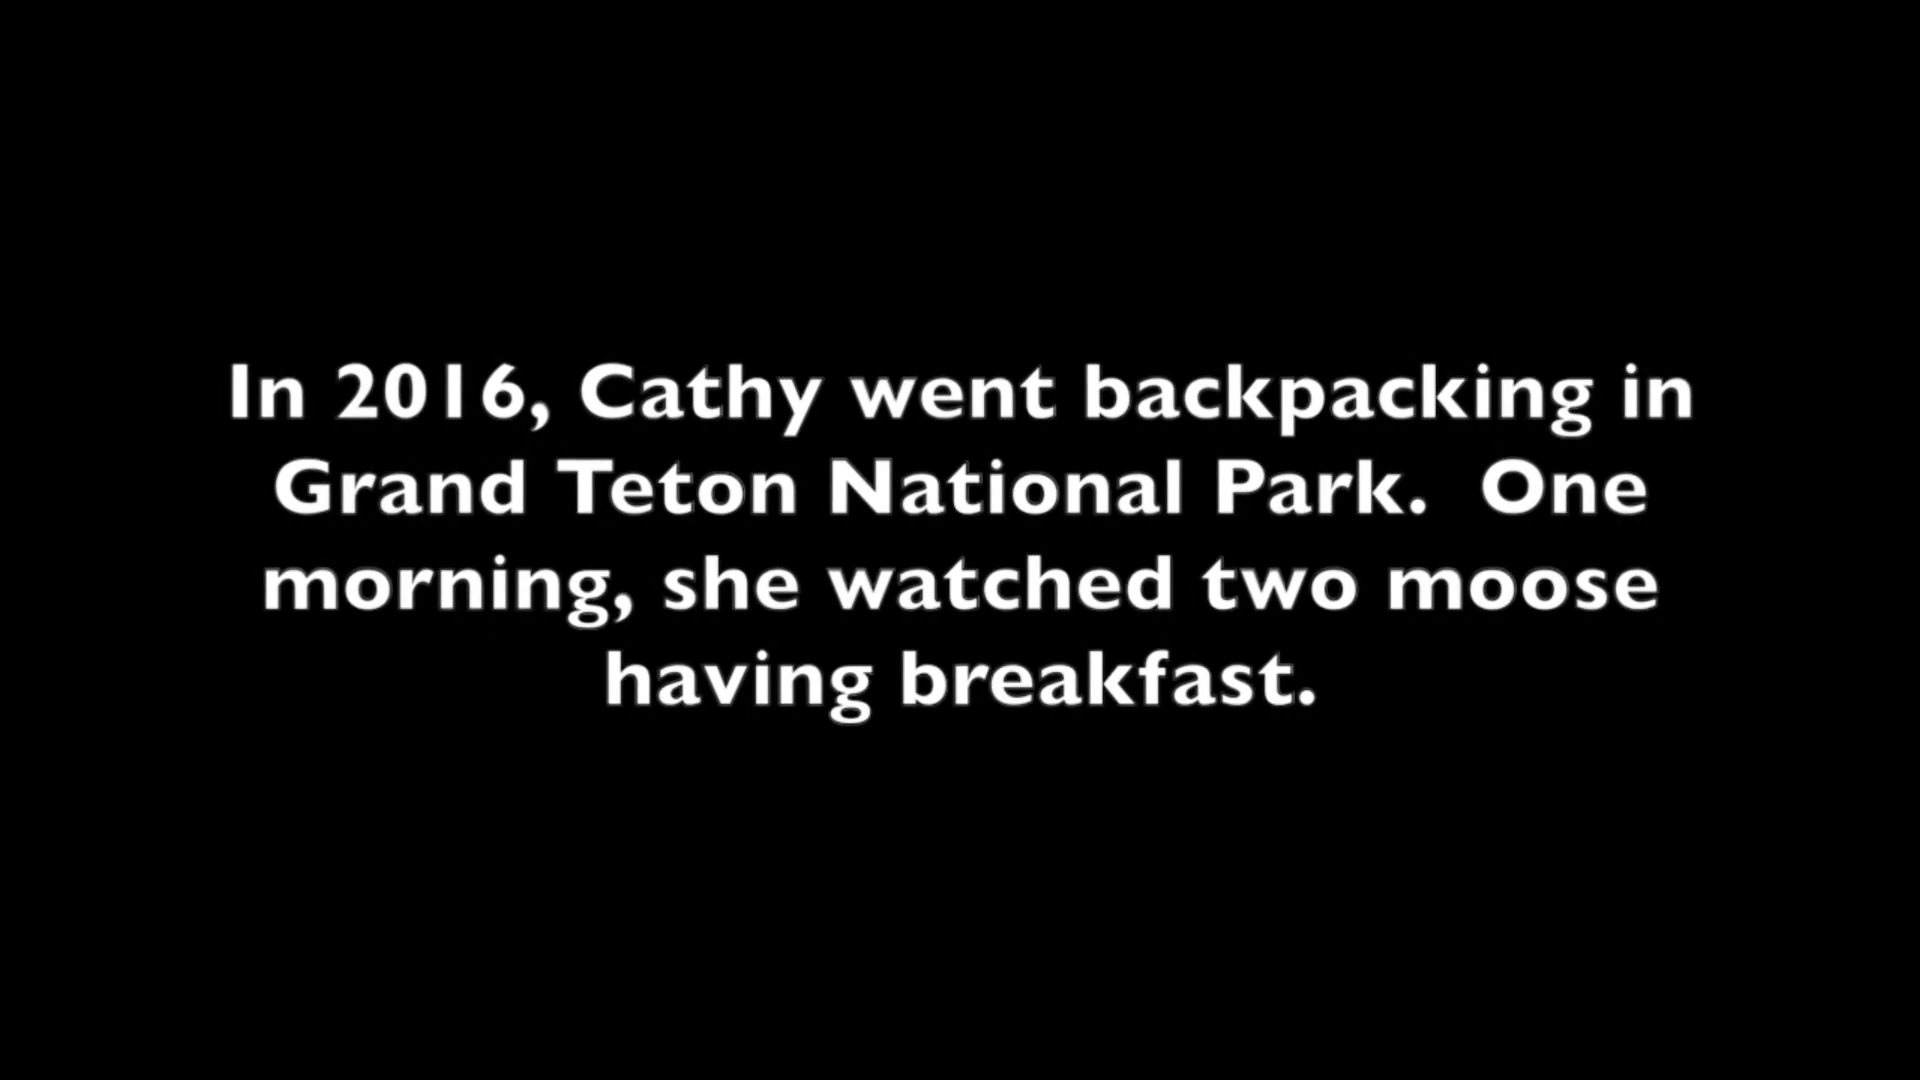 In 2016, Cathy went backpacking in
Grand Teton National Park.  One
morning, she watched two moose
having breakfast.